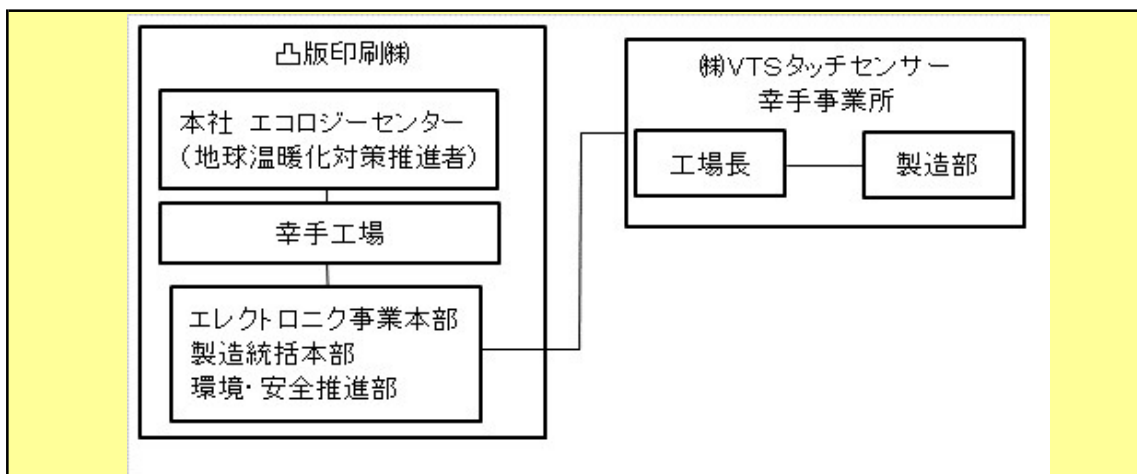 凸版印刷㈱
本社 エコロジーセンター
(地球温暖化対策推進者)
幸手工場
エレクトロニク事業本部
製造統括本部
環境・安全推進部
㈱VTSタッチセンサー
幸手事業所
工場長
製造部